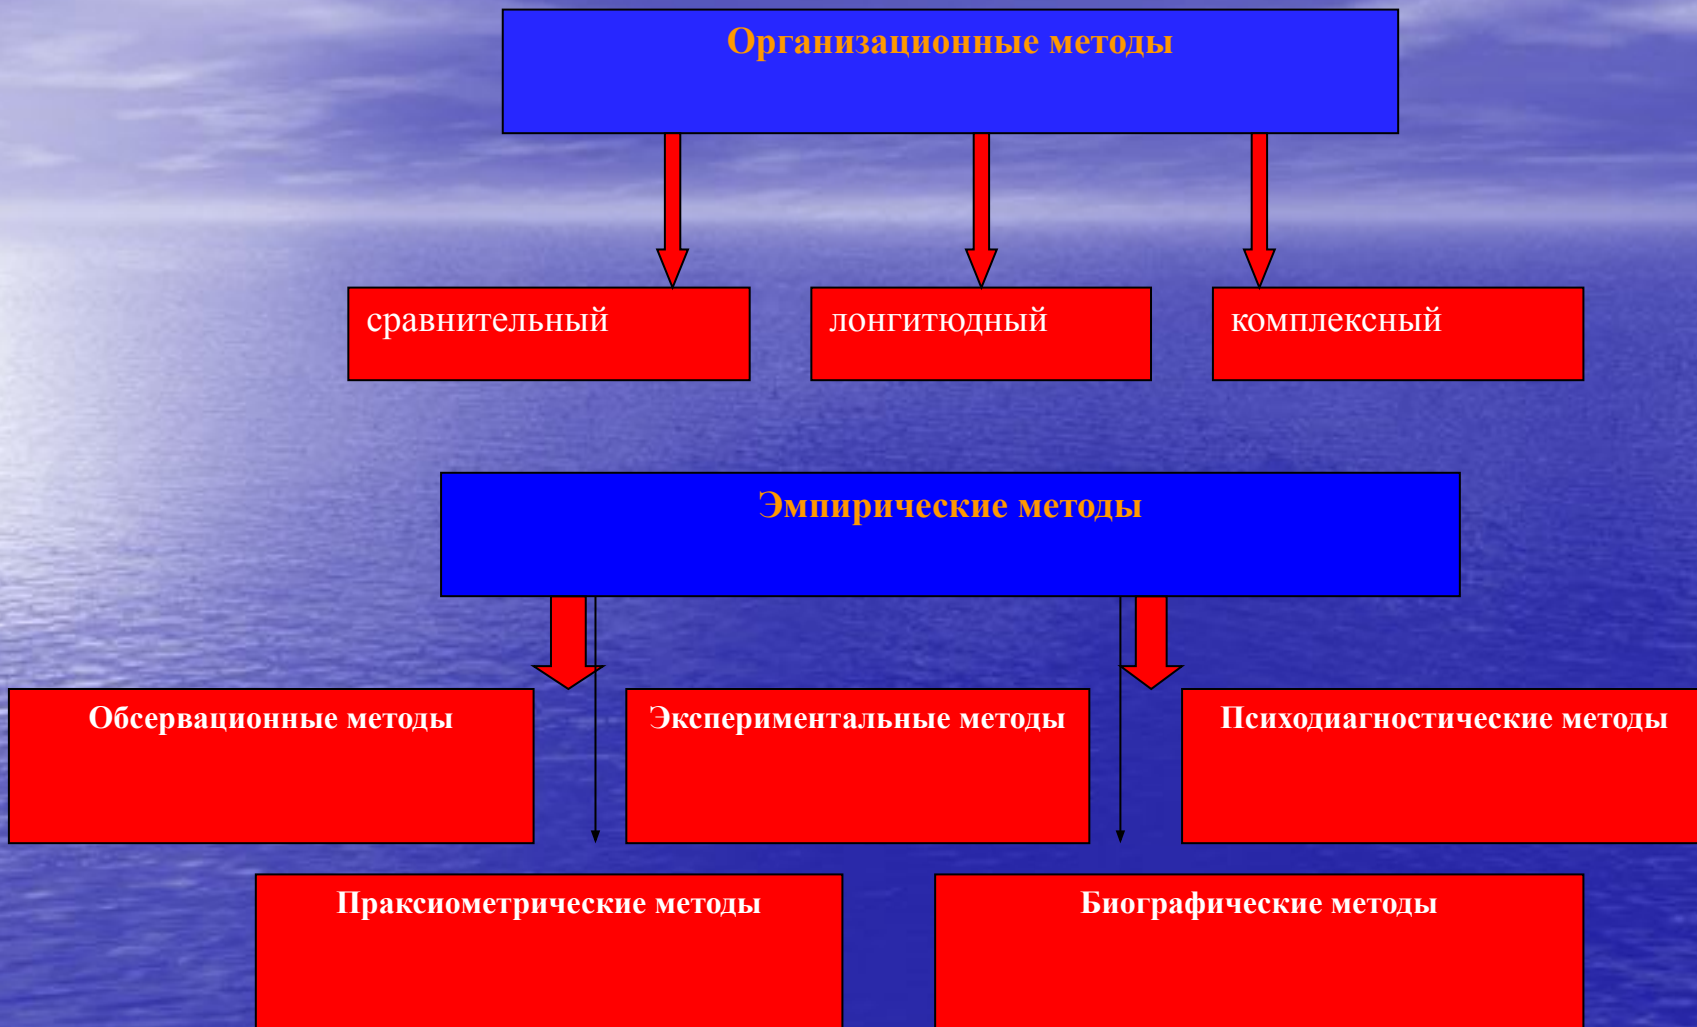 Организационные методы
сравнительный
лонгитюдный
комплексный
Эмпирические методы
Обсервационные методы
Экспериментальные методы
Психодиагностические методы
Праксиометрические методы
Биографические методы